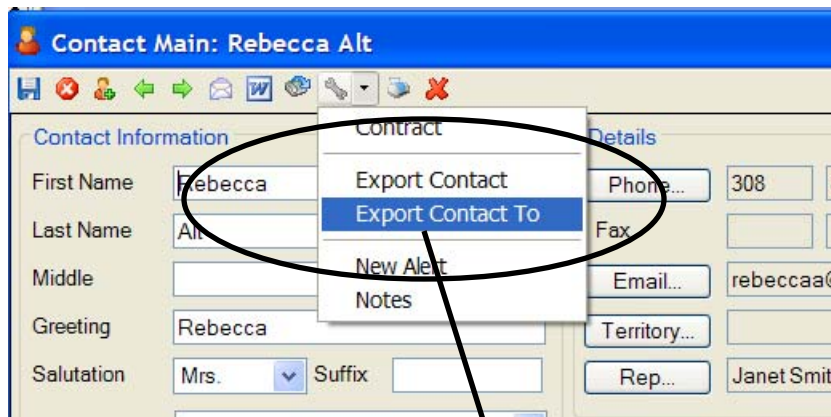 Contact Main: Rebecca Alt
Contract
Contact Information
Details
First Name
Rebecca
Export Contact
Phone...
308
Last Name
Alt
Export Contact To
Fax
Middle
New Alert
Email...
rebeccaa@
Notes
Greeting
Rebecca
Territory...
Salutation
Mrs.
Suffix
Rep...
Janet Smit